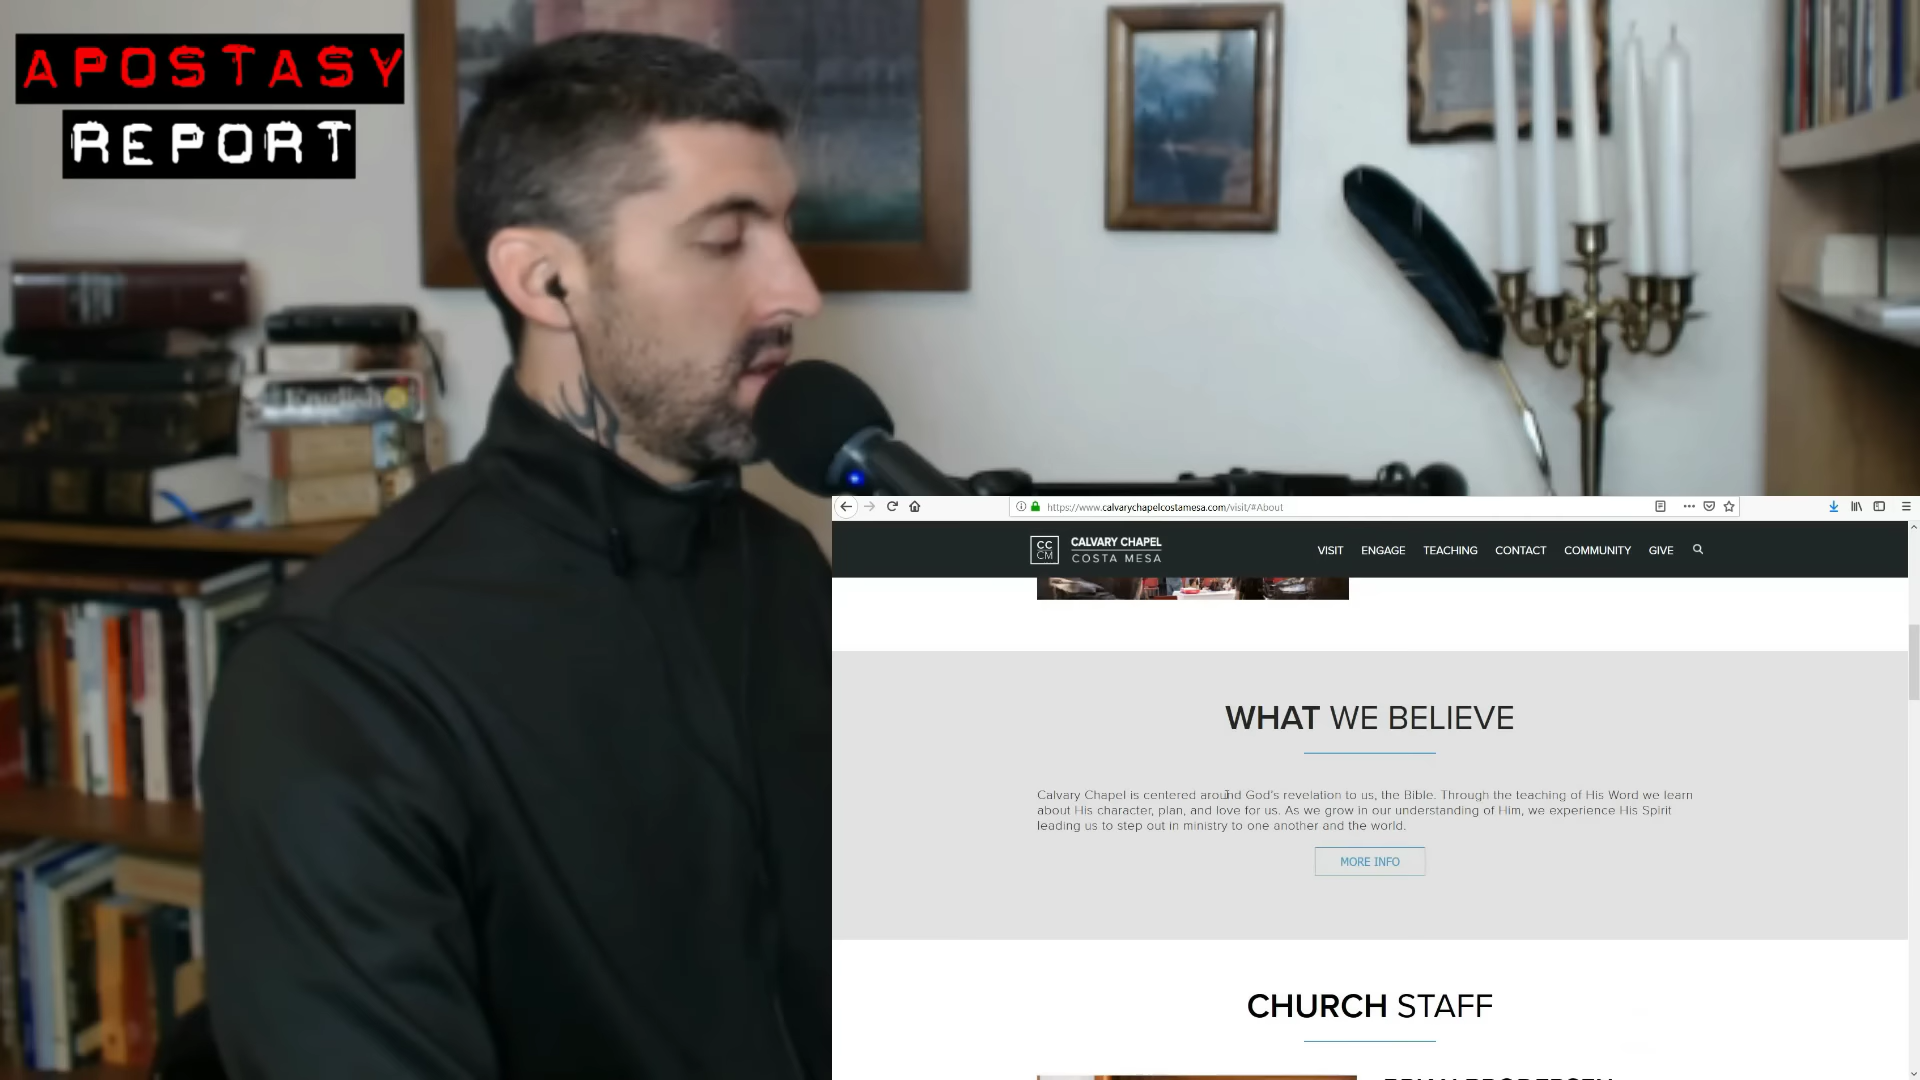 APOSTASY
REPORT
English
https://www.calvarychapelcostamesa.com/visit/#About
CC
CM
CALVARY CHAPEL
COSTA MESA
VISIT ENGAGE TEACHING CONTACT COMMUNITY GIVE
WHAT WE BELIEVE
Calvary Chapel is centered around God's revelation to us, the Bible. Through the teaching of His Word we learn
about His character, plan, and love for us. As we grow in our understanding of Him, we experience His Spirit
leading us to step out in ministry to one another and the world.
MORE INFO
CHURCH STAFF